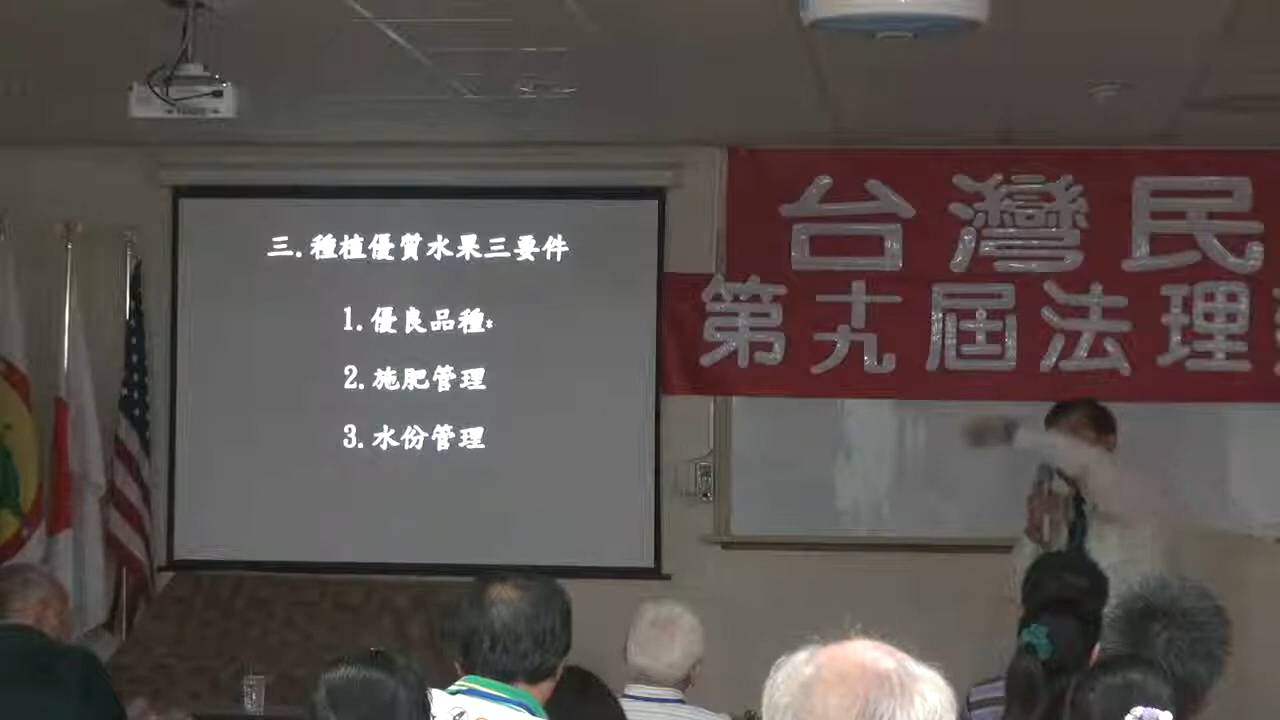 三.種植優質水果三要件
1.優良品種*
2.施肥管理
3.水份管理
台灣民
第十九屆法理